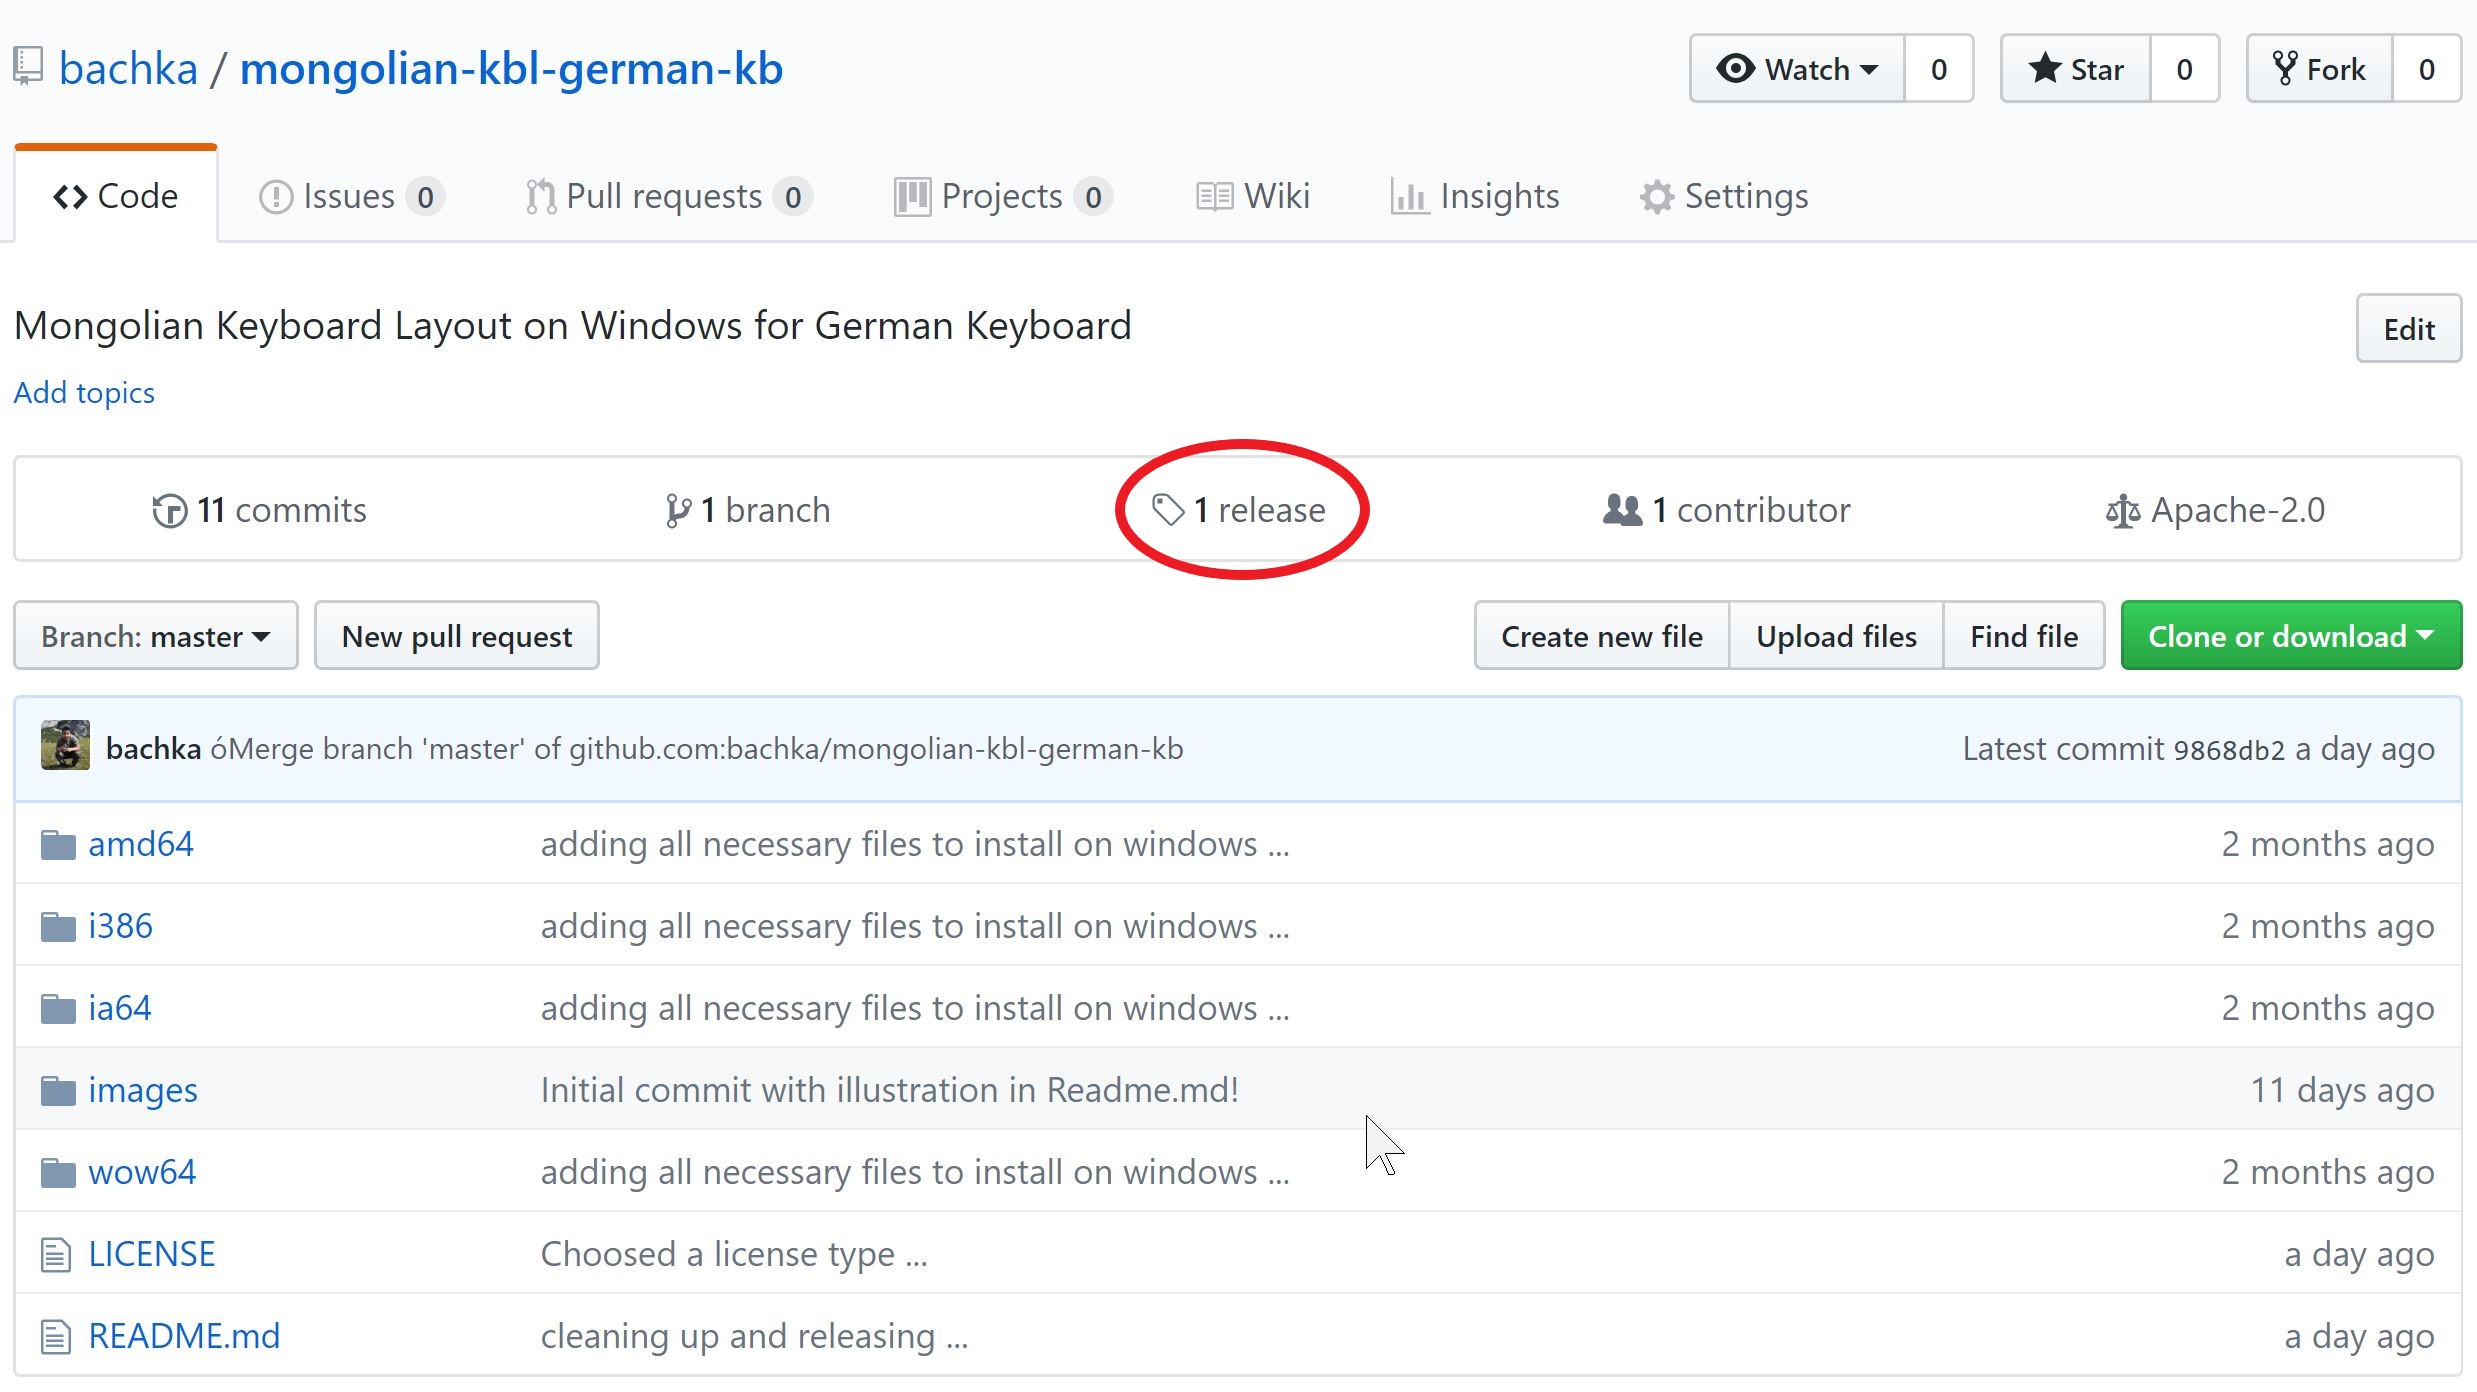 bachka / mongolian-kbl-german-kb Watch 0 Star 0 Fork 0
Code Issues 0 Pull requests 0 Projects 0 Wiki Insights Settings
Mongolian Keyboard Layout on Windows for German Keyboard Edit
Add topics
11 commits 1 branch 1 release 1 contributor Apache-2.0
Branch: master New pull request Create new file Upload files Find file Clone or download
bachka óMerge branch 'master' of github.com:bachka/mongolian-kbl-german-kb Latest commit 9868db2 a day ago
amd64 adding all necessary files to install on windows ... 2 months ago
i386 adding all necessary files to install on windows ... 2 months ago
ia64 adding all necessary files to install on windows ... 2 months ago
images Initial commit with illustration in Readme.md! 11 days ago
wow64 adding all necessary files to install on windows ... 2 months ago
LICENSE Choosed a license type ... a day ago
README.md cleaning up and releasing ... a day ago